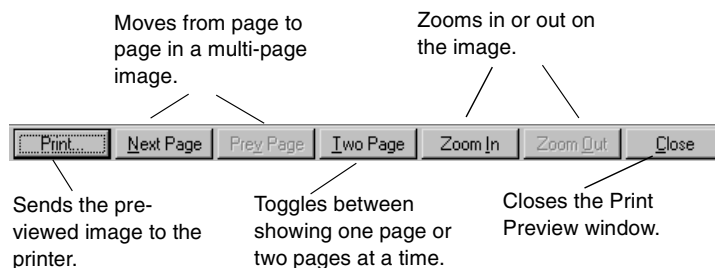 Moves from page to
page in a multi-page
image.
Zooms in or out on
the image.
Print... Next Page Prev Page Two Page Zoom In Zoom Out Close
Sends the pre-
viewed image to the
printer.
Toggles between
showing one page or
two pages at a time.
Closes the Print
Preview window.